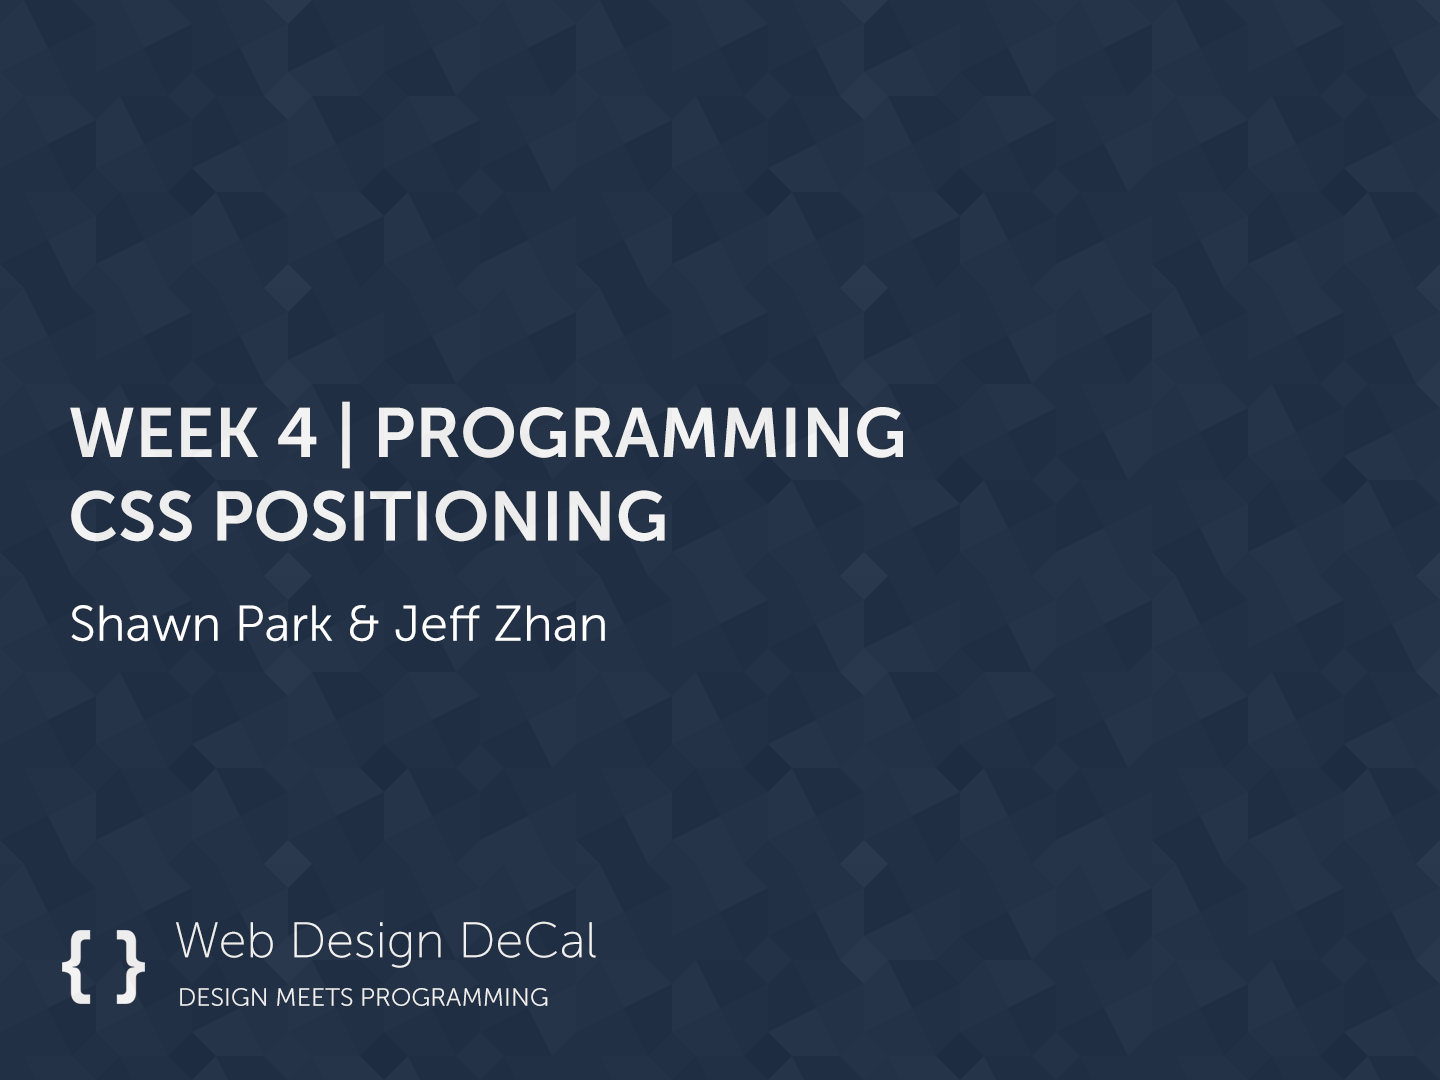 WEEK 4 | PROGRAMMING
CSS POSITIONING
Shawn Park & Jeff Zhan
{ } Web Design DeCal
DESIGN MEETS PROGRAMMING